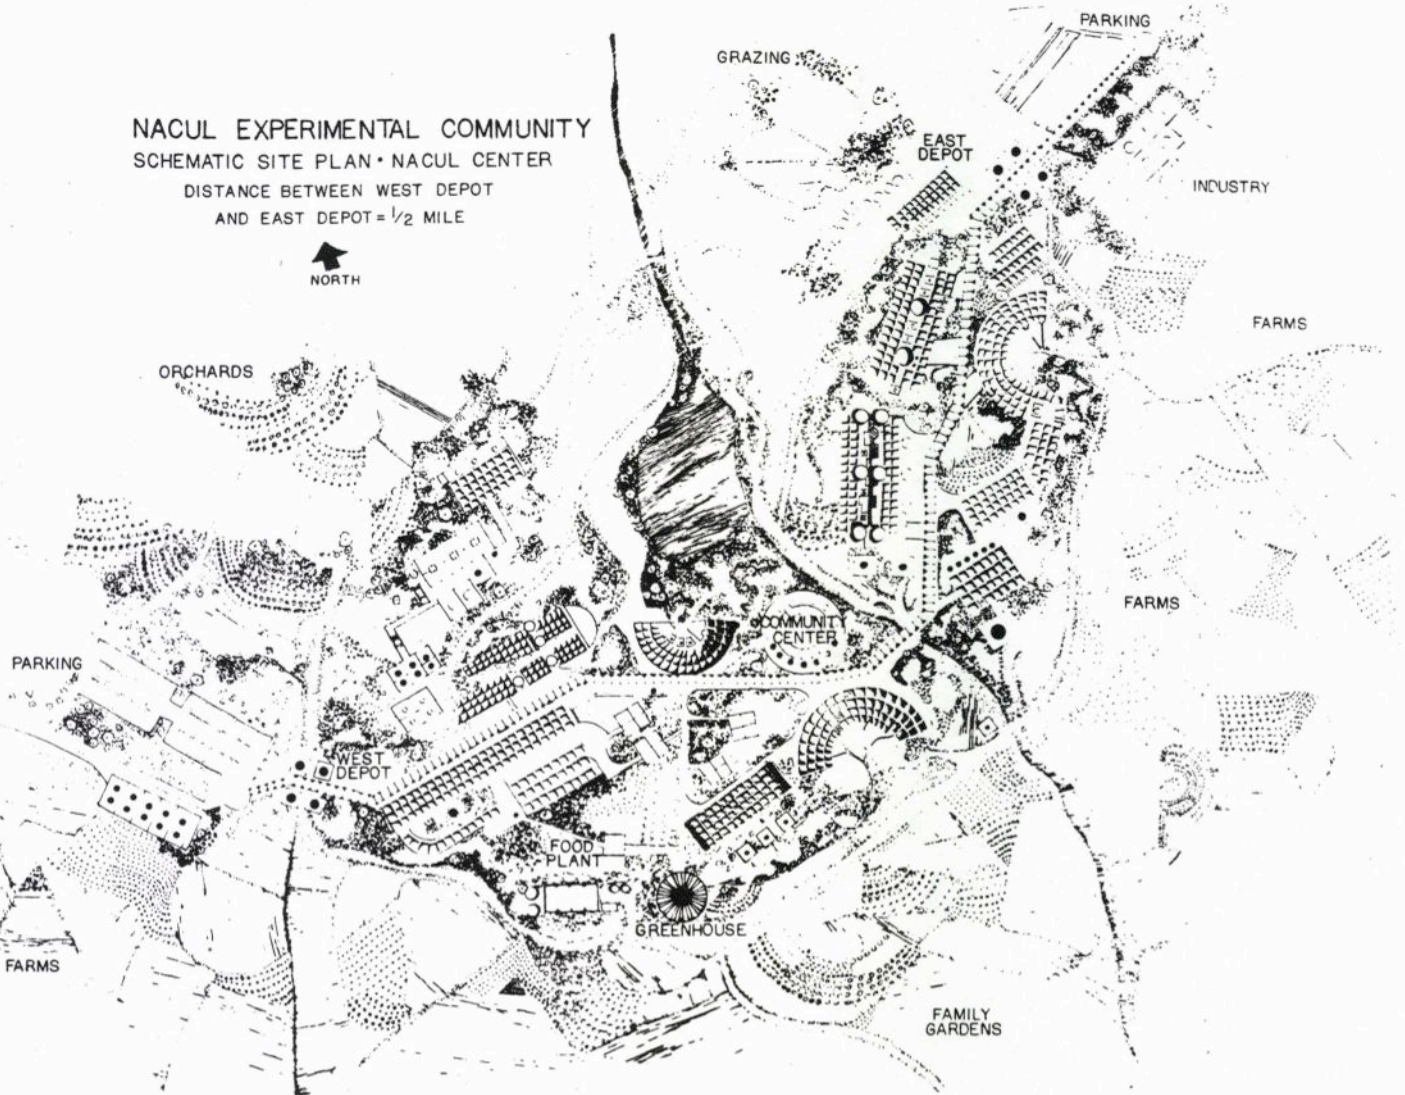 PARKING
GRAZING
NACUL EXPERIMENTAL COMMUNITY
SCHEMATIC SITE PLAN • NACUL CENTER
DISTANCE BETWEEN WEST DEPOT
AND EAST DEPOT = 1/2 MILE
NORTH
EAST
DEPOT
INDUSTRY
FARMS
ORCHARDS
FARMS
COMMUNITY
CENTER
PARKING
WEST
DEPOT
FOOD
PLANT
GREENHOUSE
FARMS
FAMILY
GARDENS